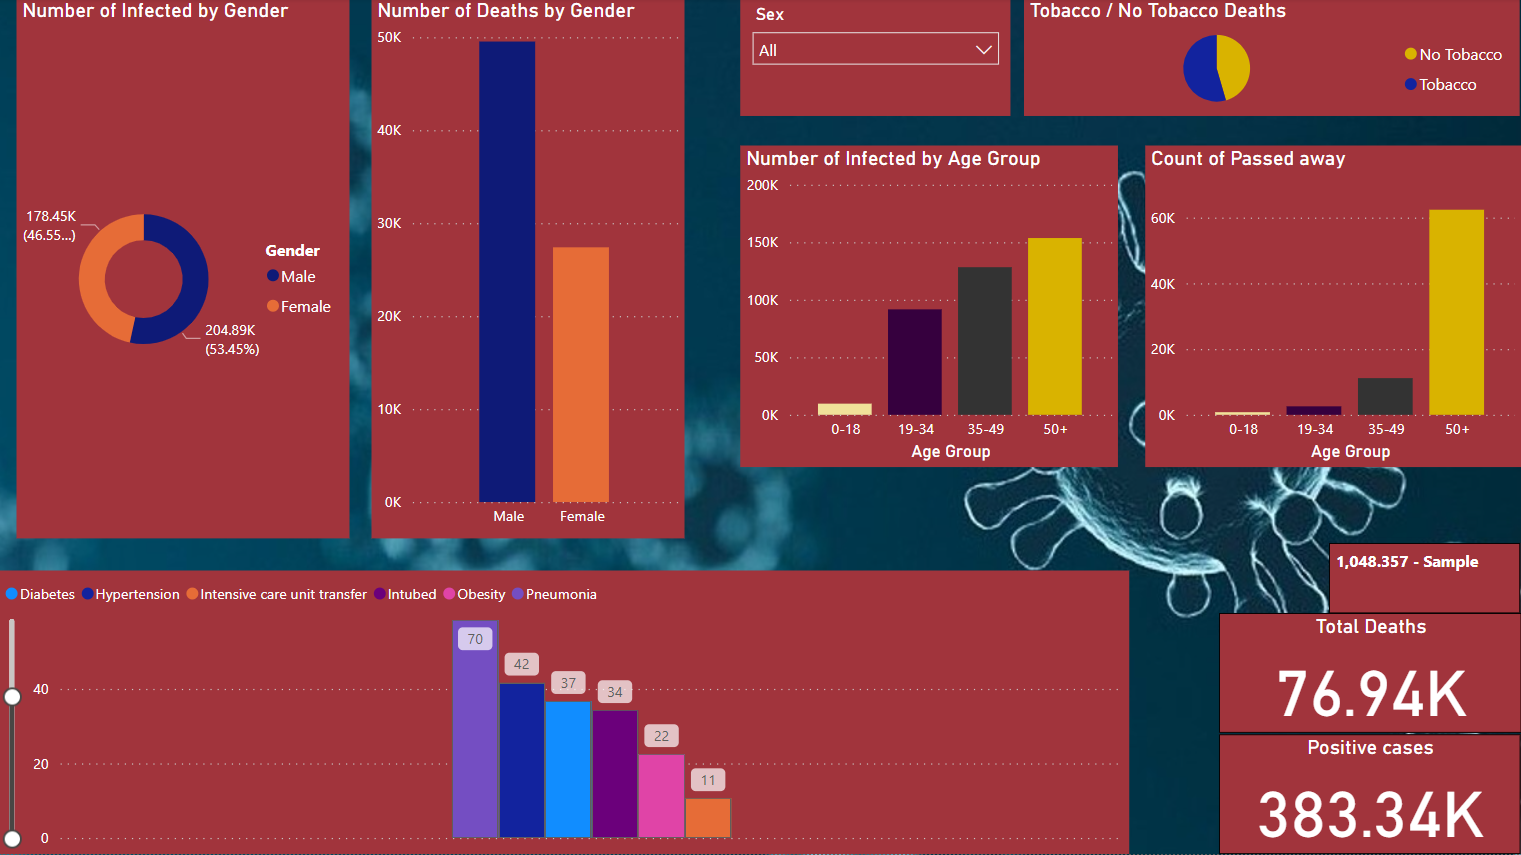 Number of Infected by Gender
178.45K
(46.55...)
204.89K
(53.45%)
Gender
Male
Female
Number of Deaths by Gender
50K
40K
30K
20K
10K
0K
Male
Female
Sex
All
Tobacco / No Tobacco Deaths
No Tobacco
Tobacco
Number of Infected by Age Group
200K
150K
100K
50K
0K
0-18 19-34 35-49 50+
Age Group
Count of Passed away
60K
40K
20K
0K
0-18 19-34 35-49 50+
Age Group
Diabetes Hypertension Intensive care unit transfer Intubed Obesity Pneumonia
40
20
0
70
42
37
34
22
11
1,048.357 - Sample
Total Deaths
76.94K
Positive cases
383.34K